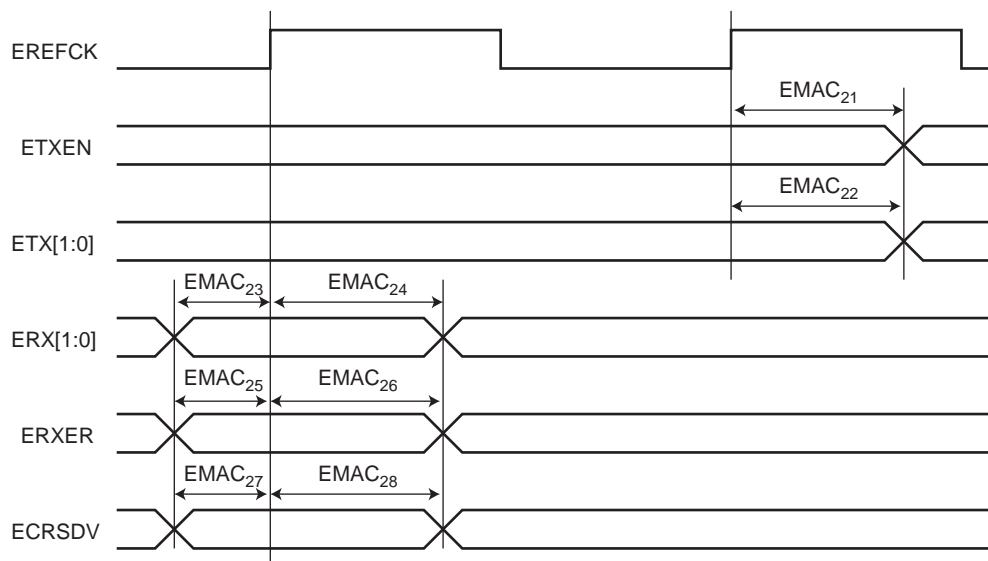 EREFCK
EMAC21
ETXEN
EMAC22
ETX[1:0]
EMAC23 EMAC24
ERX[1:0]
EMAC25 EMAC26
ERXER
EMAC27 EMAC28
ECRSDV